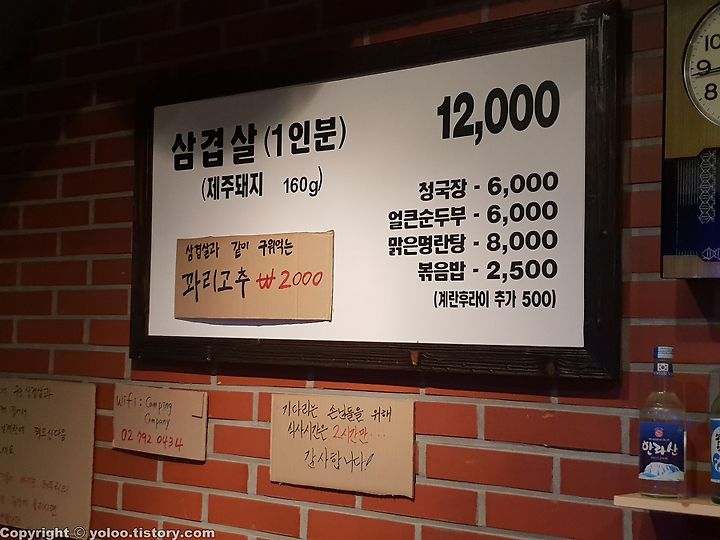 삼겹살 (1인분)
12,000
(제주돼지 160g)
청국장 - 6,000
얼큰순두부 - 6,000
맑은명란탕 - 8,000
볶음밥 - 2,500
(계란후라이 추가 500)
삼겹살과 같이 구워먹는
꽈리고추 ₩2000
Wifi: Camping
Company
02 792 0434
기다리는 손님들을 위해
식사시간은 2시간만...
감사합니다!
한라산
10
9
8
Copyright © yoloo.tistory.com